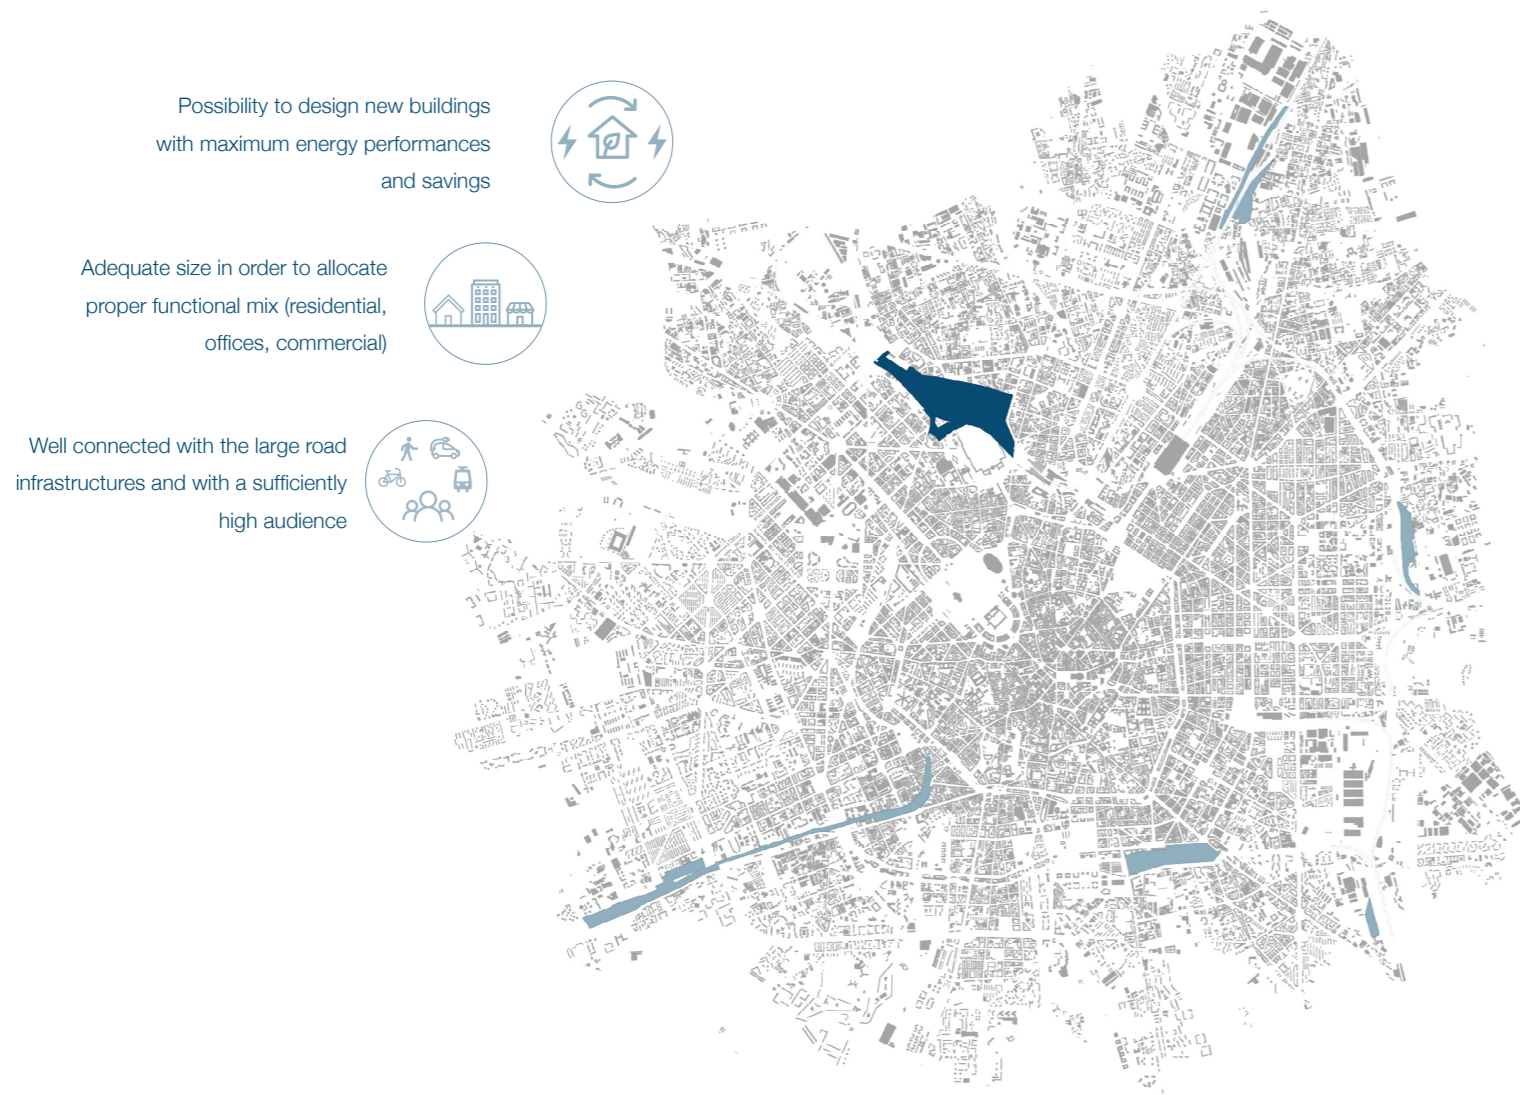 Possibility to design new buildings
with maximum energy performances
and savings
Adequate size in order to allocate
proper functional mix (residential,
offices, commercial)
Well connected with the large road
infrastructures and with a sufficiently
high audience